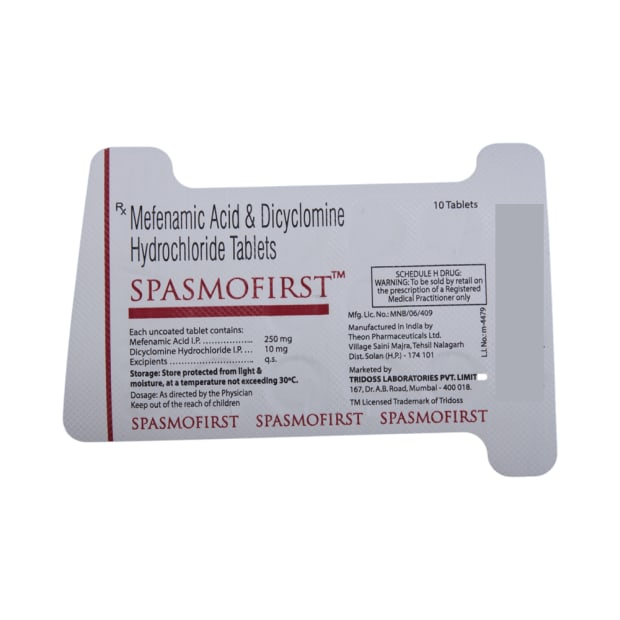 Rx Mefenamic Acid & Dicyclomine
Hydrochloride Tablets
SPASMOFIRST™
Each uncoated tablet contains:
Mefenamic Acid I.P. ................. 250 mg
Dicyclomine Hydrochloride I.P. ... 10 mg
Excipients ............................. q.s.
Storage: Store protected from light &
moisture, at a temperature not exceeding 30ºC.
Dosage: As directed by the Physician
Keep out of the reach of children
10 Tablets
SCHEDULE H DRUG:
WARNING: To be sold by retail on
the prescription of a Registered
Medical Practitioner only
Mfg. Lic. No.: MNB/06/409
Manufactured in India by
Theon Pharmaceuticals Ltd.
Village Saini Majra, Tehsil Nalagarh
Dist. Solan (H.P.) - 174 101
Marketed by
TRIDOSS LABORATORIES PVT. LIMIT
167, Dr. A.B. Road, Mumbai - 400 018.
TM Licensed Trademark of Tridoss
L.I.No.: m-4479
SPASMOFIRST SPASMOFIRST SPASMOFIRST